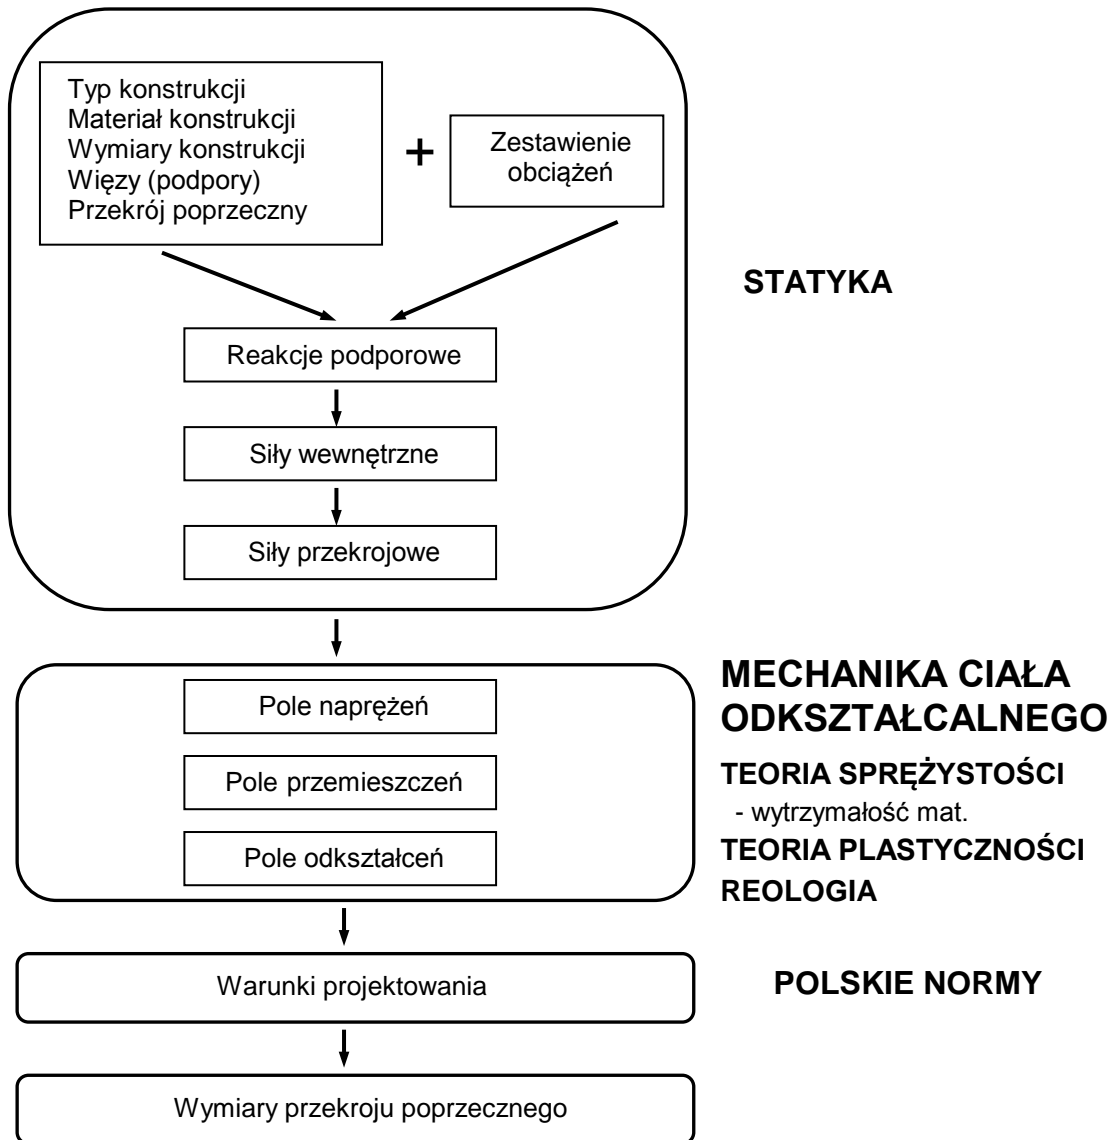 Typ konstrukcji
Materiał konstrukcji
Wymiary konstrukcji
Więzy (podpory)
Przekrój poprzeczny
+
Zestawienie
obciążeń
STATYKA
Reakcje podporowe
Siły wewnętrzne
Siły przekrojowe
MECHANIKA CIAŁA
ODKSZTAŁCALNEGO
Pole naprężeń
Pole przemieszczeń
Pole odkształceń
TEORIA SPRĘŻYSTOŚCI
- wytrzymałość mat.
TEORIA PLASTYCZNOŚCI
REOLOGIA
Warunki projektowania
POLSKIE NORMY
Wymiary przekroju poprzecznego